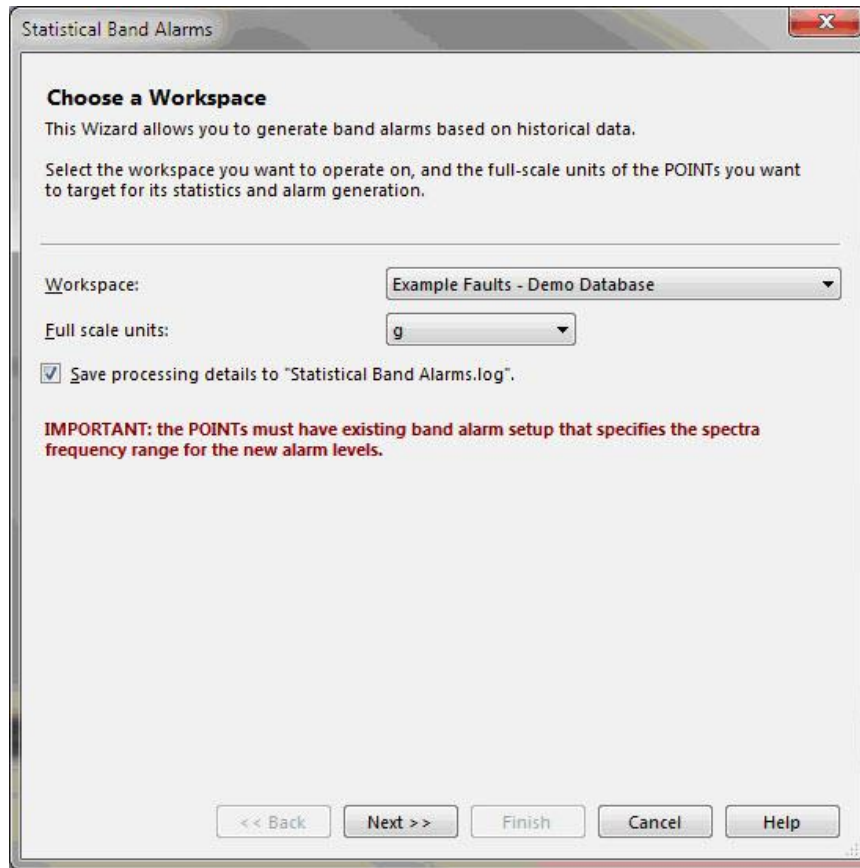 Statistical Band Alarms
Choose a Workspace
This Wizard allows you to generate band alarms based on historical data.
Select the workspace you want to operate on, and the full-scale units of the POINTs you want
to target for its statistics and alarm generation.
Workspace:
Example Faults - Demo Database
Full scale units:
g
Save processing details to "Statistical Band Alarms.log".
IMPORTANT: the POINTs must have existing band alarm setup that specifies the spectra
frequency range for the new alarm levels.
<< Back
Next >>
Finish
Cancel
Help